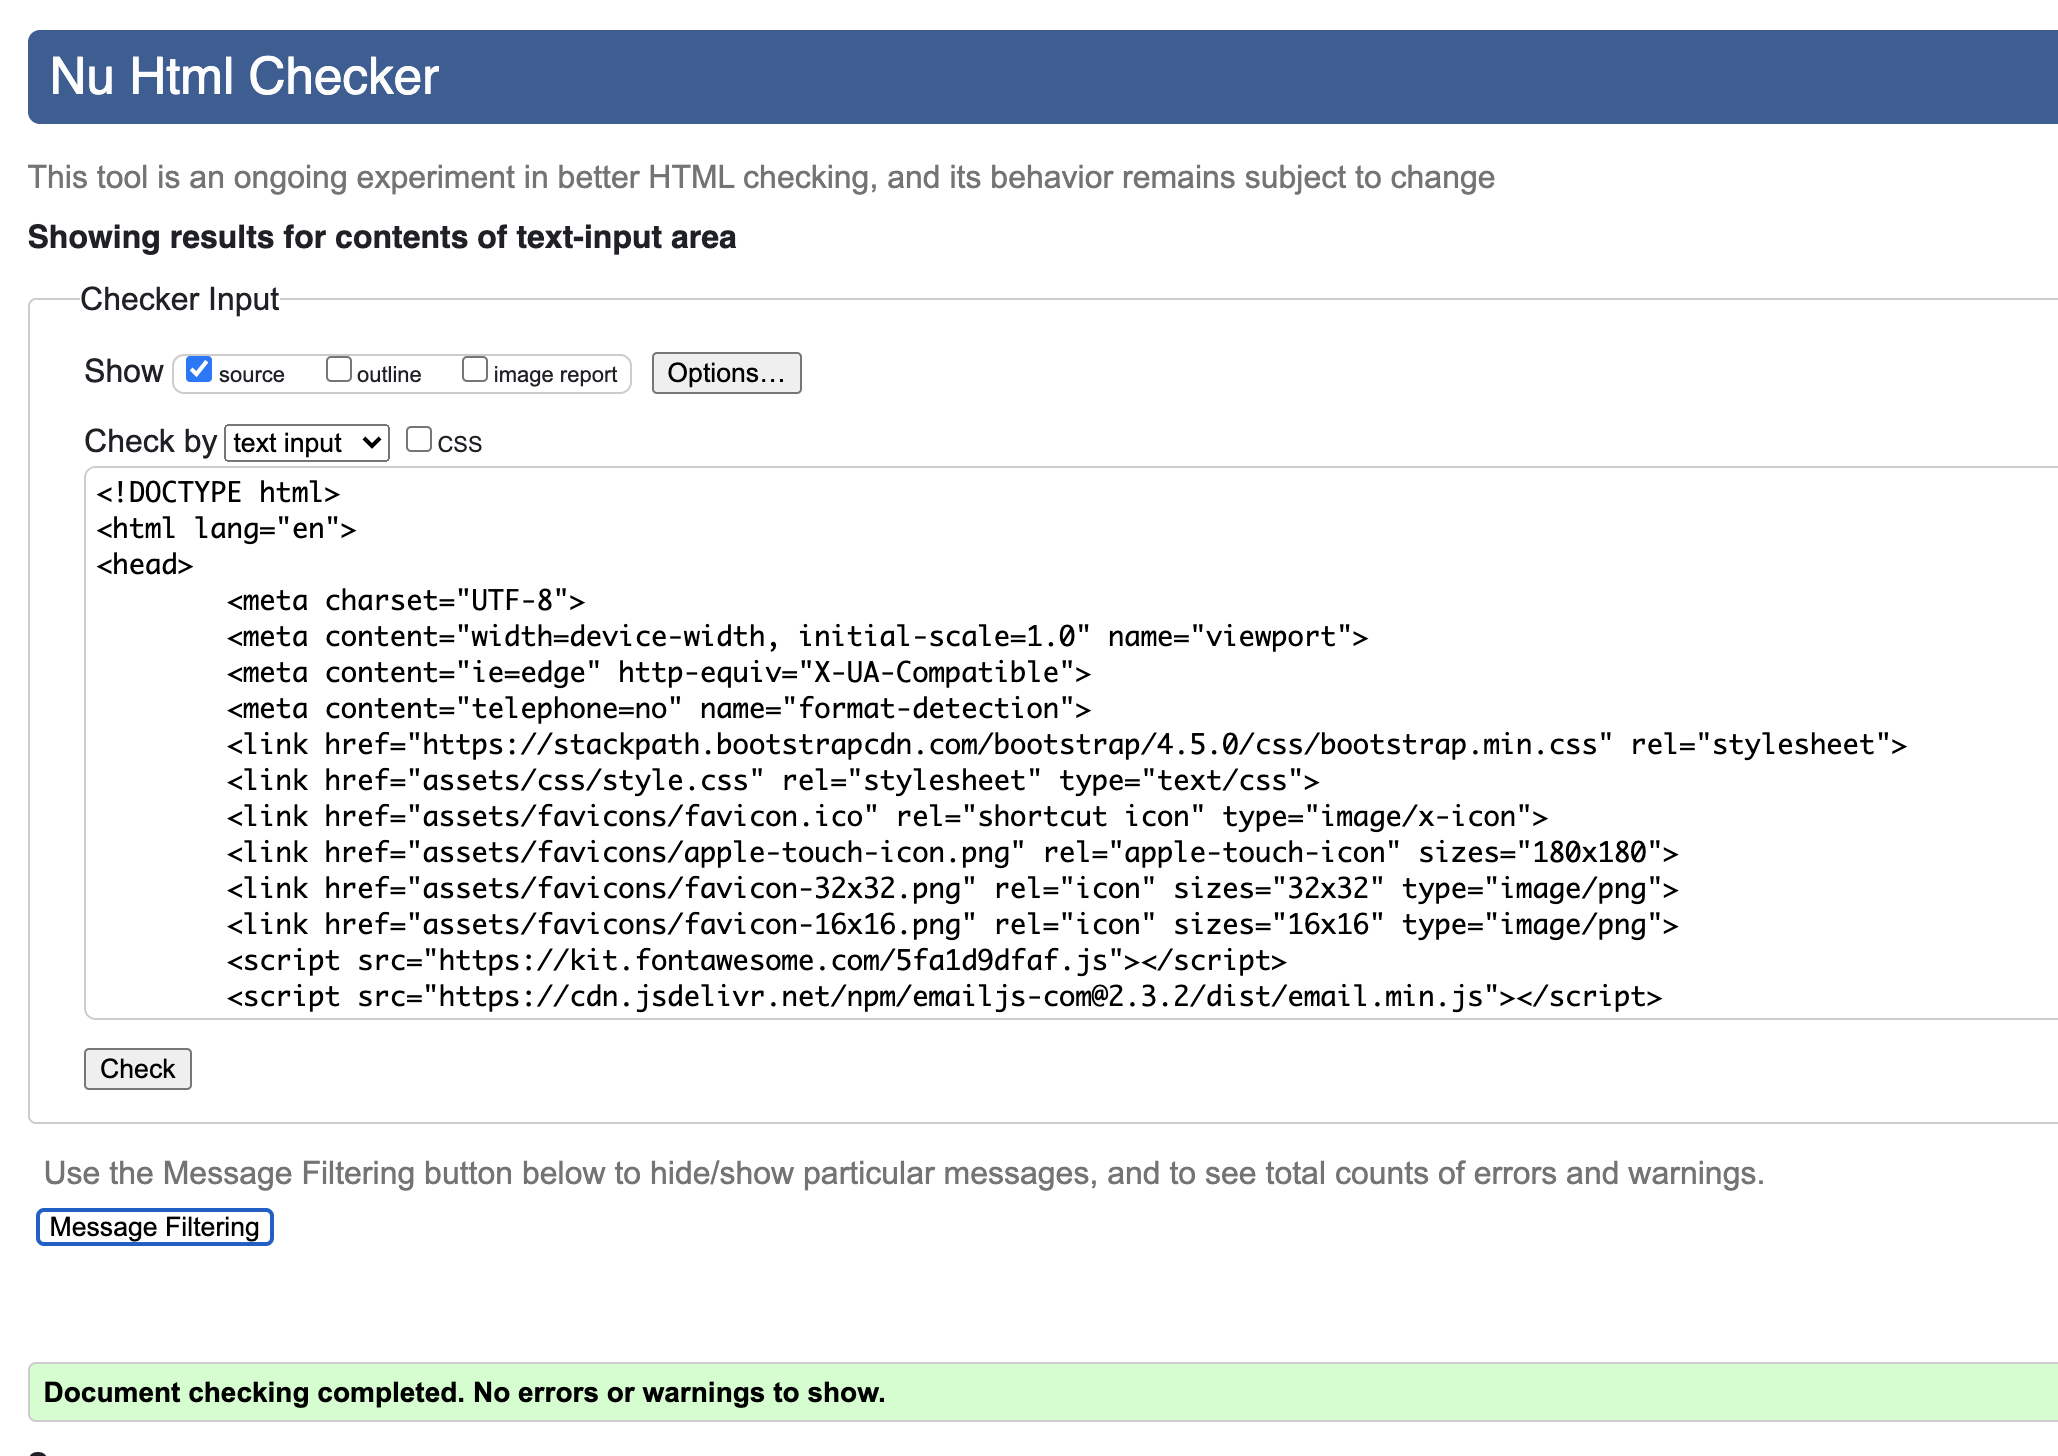 Nu Html Checker
This tool is an ongoing experiment in better HTML checking, and its behavior remains subject to change
Showing results for contents of text-input area
Checker Input
Show source outline image report Options…
Check by text input CSS
<!DOCTYPE html>
<html lang="en">
<head>
<meta charset="UTF-8">
<meta content="width=device-width, initial-scale=1.0" name="viewport">
<meta content="ie=edge" http-equiv="X-UA-Compatible">
<meta content="telephone=no" name="format-detection">
<link href="https://stackpath.bootstrapcdn.com/bootstrap/4.5.0/css/bootstrap.min.css" rel="stylesheet">
<link href="assets/css/style.css" rel="stylesheet" type="text/css">
<link href="assets/favicons/favicon.ico" rel="shortcut icon" type="image/x-icon">
<link href="assets/favicons/apple-touch-icon.png" rel="apple-touch-icon" sizes="180x180">
<link href="assets/favicons/favicon-32x32.png" rel="icon" sizes="32x32" type="image/png">
<link href="assets/favicons/favicon-16x16.png" rel="icon" sizes="16x16" type="image/png">
<script src="https://kit.fontawesome.com/5fa1d9dfaf.js"></script>
<script src="https://cdn.jsdelivr.net/npm/emailjs-com@2.3.2/dist/email.min.js"></script>
Check
Use the Message Filtering button below to hide/show particular messages, and to see total counts of errors and warnings.
Message Filtering
Document checking completed. No errors or warnings to show.